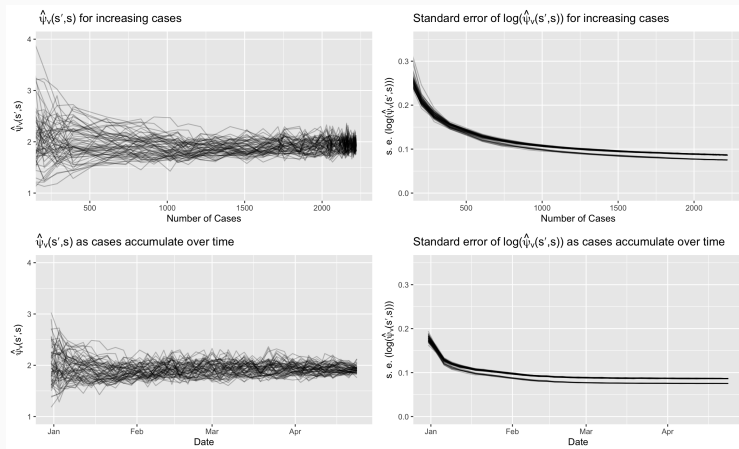 ψ̂ᵥ(s′,s) for increasing cases
4
3
2
1
ψ̂ᵥ(s′,s)
500
1000
1500
2000
Number of Cases
Standard error of log(ψ̂ᵥ(s′,s)) for increasing cases
0.3
0.2
0.1
0.0
s. e. (log(ψ̂ᵥ(s′,s)))
500
1000
1500
2000
Number of Cases
ψ̂ᵥ(s′,s) as cases accumulate over time
4
3
2
1
ψ̂ᵥ(s′,s)
Jan
Feb
Mar
Apr
Date
Standard error of log(ψ̂ᵥ(s′,s)) as cases accumulate over time
0.3
0.2
0.1
0.0
s. e. (log(ψ̂ᵥ(s′,s)))
Jan
Feb
Mar
Apr
Date